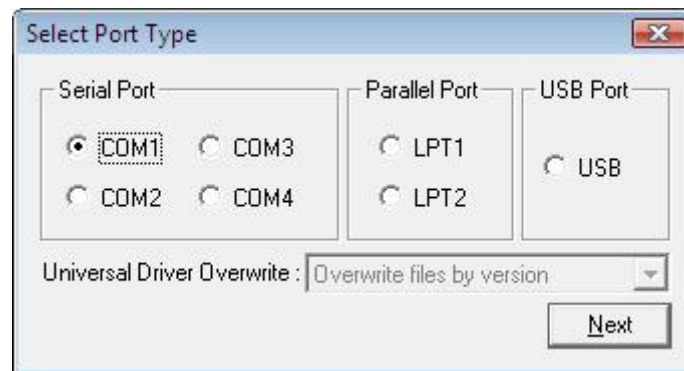 Select Port Type
Serial Port Parallel Port USB Port
COM1 COM3 LPT1 USB
COM2 COM4 LPT2
Universal Driver Overwrite : Overwrite files by version
Next